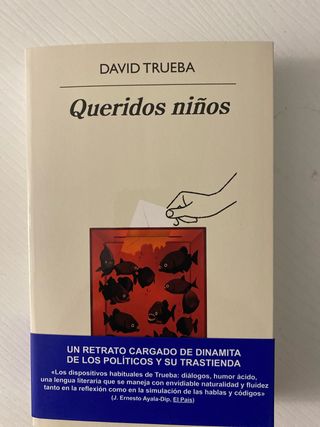 DAVID TRUEBA
Queridos niños
UN RETRATO CARGADO DE DINAMITA
DE LOS POLÍTICOS Y SU TRASTIENDA
«Los dispositivos habituales de Trueba: diálogos, humor ácido,
una lengua literaria que se maneja con envidiable naturalidad y fluidez
tanto en la reflexión como en la simulación de las hablas y códigos»
(J. Ernesto Ayala-Dip, El País)